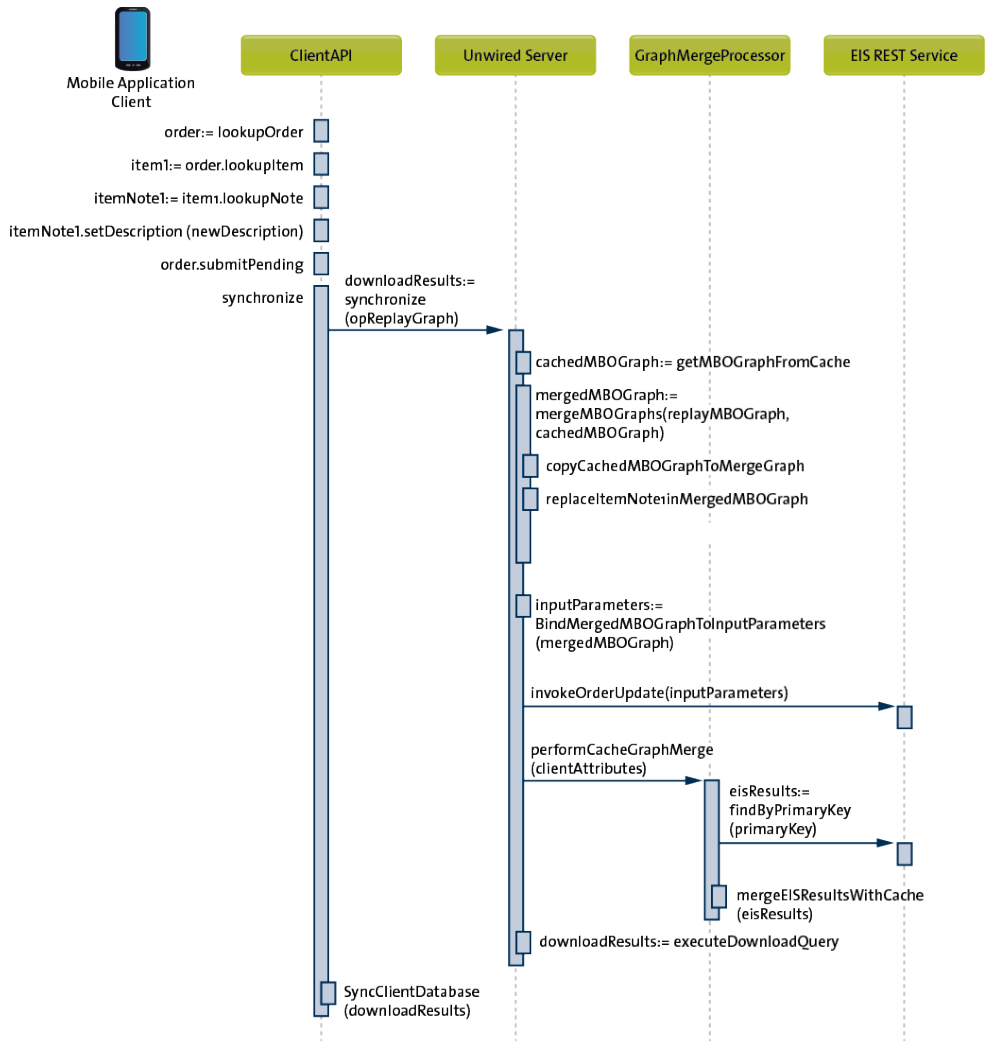 Mobile Application
Client
ClientAPI
Unwired Server
GraphMergeProcessor
EIS REST Service
order:= lookupOrder
item1:= order.lookupItem
itemNote1:= item1.lookupNote
itemNote1.setDescription (newDescription)
order.submitPending
synchronize
downloadResults:=
synchronize
(opReplayGraph)
cachedMBOGraph:= getMBOGraphFromCache
mergedMBOGraph:=
mergeMBOGraphs(replayMBOGraph,
cachedMBOGraph)
copyCachedMBOGraphToMergeGraph
replaceItemNote1inMergedMBOGraph
inputParameters:=
BindMergedMBOGraphToInputParameters
(mergedMBOGraph)
invokeOrderUpdate(inputParameters)
performCacheGraphMerge
(clientAttributes)
eisResults:=
findByPrimaryKey
(primaryKey)
mergeEISResultsWithCache
(eisResults)
downloadResults:= executeDownloadQuery
SyncClientDatabase
(downloadResults)